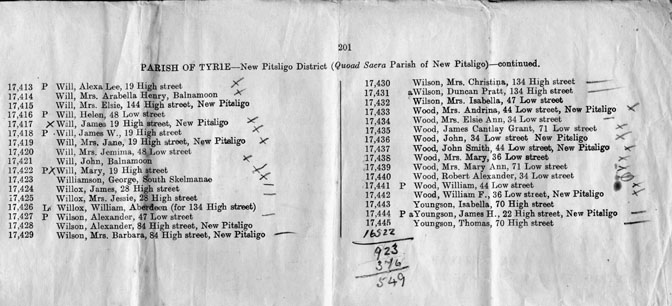 201
PARISH OF TYRIE—New Pitsligo District (Quoad Sacra Parish of New Pitsligo)—continued.
17,413 P Will, Alexa Lee, 19 High street
17,414 Will, Mrs. Arabella Henry, Balnamoon
17,415 Will, Mrs. Elsie, 144 High street, New Pitsligo
17,416 P Will, Helen, 48 Low street
17,417 X Will, James 19 High street, New Pitsligo
17,418 P Will, James W., 19 High street
17,419 Will, Mrs, Jane, 19 High street, New Pitsligo
17,420 Will, Mrs. Jemima, 48 Low street
17,421 Will, John, Balnamoon
17,422 P X Will, Mary, 19 High street
17,423 Williamson, George, South Skelmanae
17,424 Willox, James, 28 High street
17,425 Willox, Mrs. Jessie, 28 High street
17,426 L Willox, William, Aberdeen (for 134 High street)
17,427 P Wilson, Alexander, 47 Low street
17,428 Wilson, Alexander, 84 High street, New Pitsligo
17,429 Wilson, Mrs. Barbara, 84 High street, New Pitsligo
17,430 Wilson, Mrs. Christina, 134 High street
17,431 a Wilson, Duncan Pratt, 134 High street
17,432 Wilson, Mrs. Isabella, 47 Low street
17,433 Wood, Mrs. Andrina, 44 Low street, New Pitsligo
17,434 Wood, Mrs. Elsie Ann, 34 Low street
17,435 Wood, James Cantlay Grant, 71 Low street
17,436 Wood, John, 34 Low street New Pitsligo
17,437 Wood, John Smith, 44 Low street, New Pitsligo
17,438 Wood, Mrs. Mary, 36 Low street
17,439 Wood, Mrs. Mary Ann, 71 Low street
17,440 Wood, Robert Alexander, 34 Low street
17,441 P Wood, William, 44 Low street
17,442 Wood, William F., 36 Low street, New Pitsligo
17,443 Youngson, Isabella, 70 High street
17,444 P a Youngson, James H., 22 High street, New Pitsligo
17,445 Youngson, Thomas, 70 High street
16522
923
549